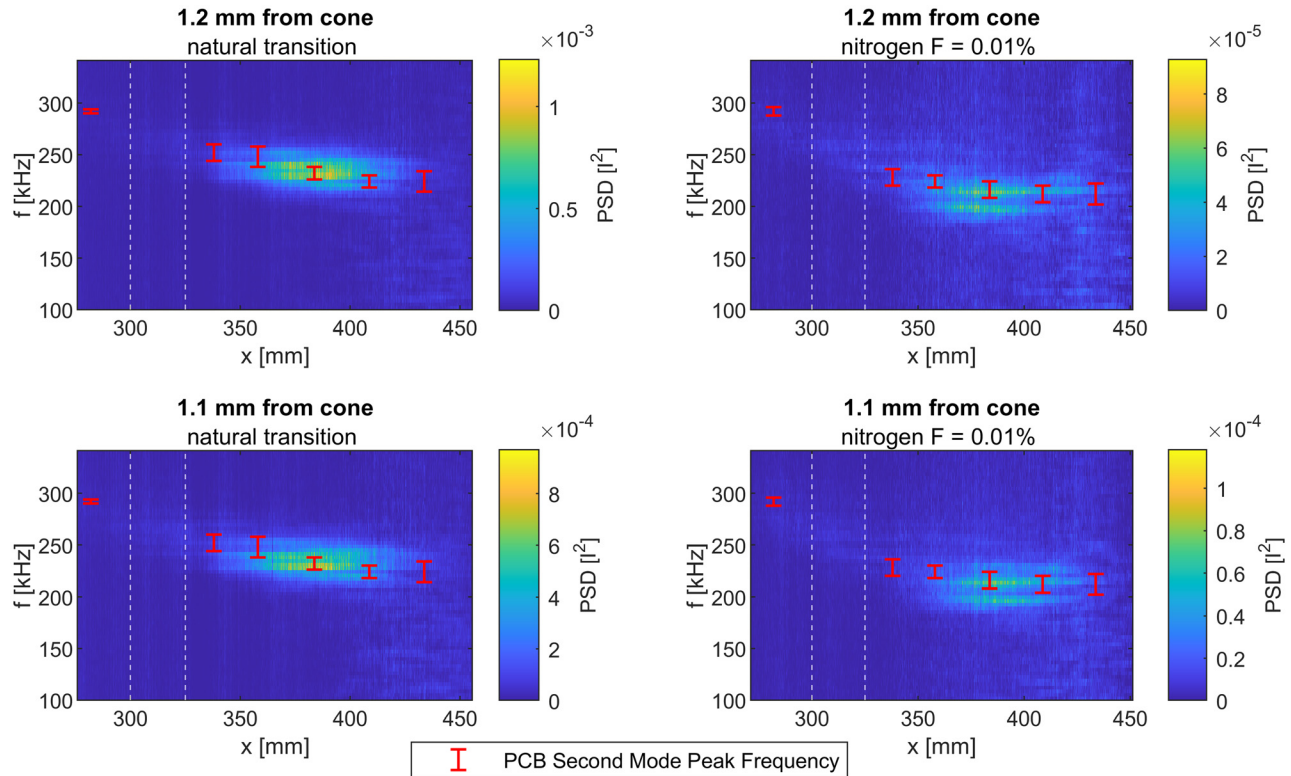 1.2 mm from cone
natural transition
×10⁻³
300
250
200
150
100
f [kHz]
300
350
400
450
x [mm]
1
0.5
0
PSD [I²]
1.2 mm from cone
nitrogen F = 0.01%
×10⁻⁵
300
250
200
150
100
f [kHz]
300
350
400
450
x [mm]
8
6
4
2
0
PSD [I²]
1.1 mm from cone
natural transition
×10⁻⁴
300
250
200
150
100
f [kHz]
300
350
400
450
x [mm]
8
6
4
2
0
PSD [I²]
1.1 mm from cone
nitrogen F = 0.01%
×10⁻⁴
300
250
200
150
100
f [kHz]
300
350
400
450
x [mm]
1
0.8
0.6
0.4
0.2
0
PSD [I²]
PCB Second Mode Peak Frequency